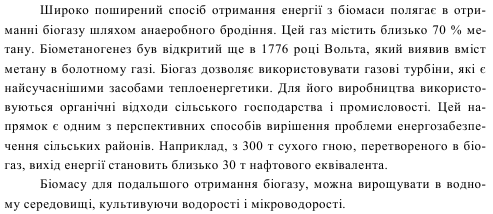 Широко поширений спосіб отримання енергії з біомаси полягає в отри-
манні біогазу шляхом анаеробного бродіння. Цей газ містить близько 70 % ме-
тану. Біометаногенез був відкритий ще в 1776 році Вольта, який виявив вміст
метану в болотному газі. Біогаз дозволяє використовувати газові турбіни, які є
найсучаснішими засобами теплоенергетики. Для його виробництва використо-
вуються органічні відходи сільського господарства і промисловості. Цей на-
прямок є одним з перспективних способів вирішення проблеми енергозабезпе-
чення сільських районів. Наприклад, з 300 т сухого гною, перетвореного в біо-
газ, вихід енергії становить близько 30 т нафтового еквівалента.
Біомасу для подальшого отримання біогазу, можна вирощувати в водно-
му середовищі, культивуючи водорості і мікроводорості.